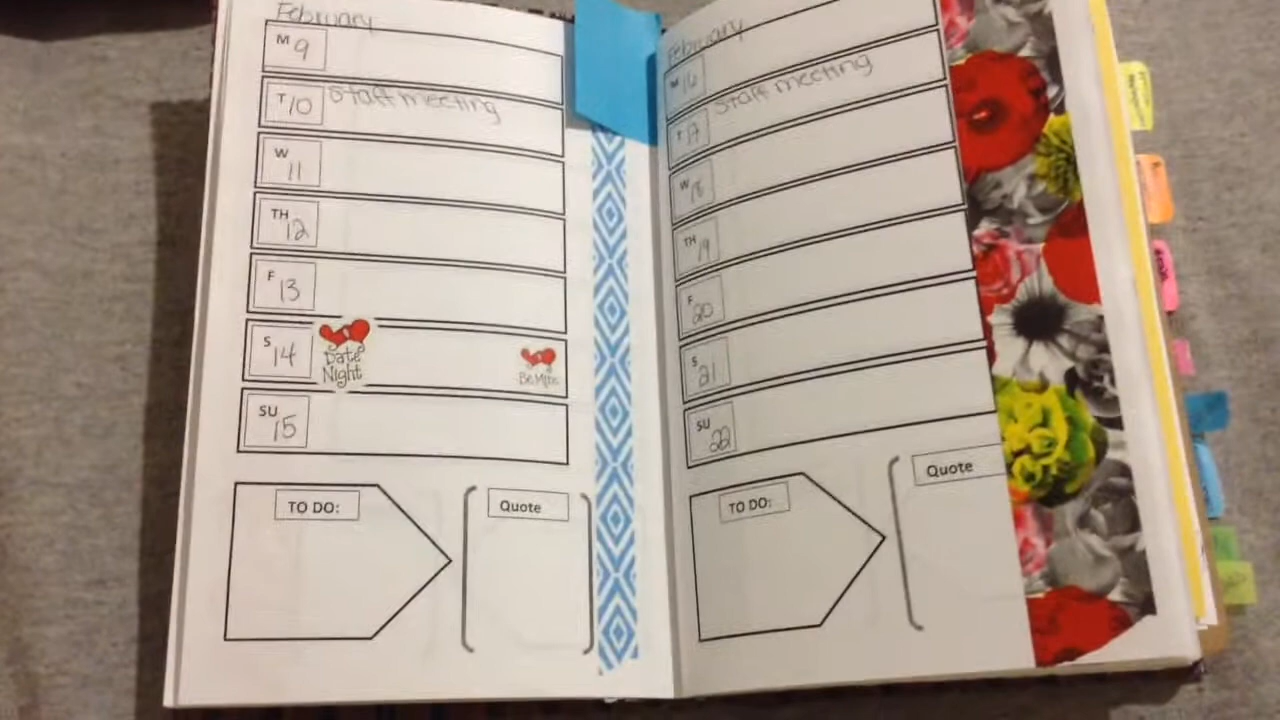 February
M 9
T 10 Staff meeting
W 11
TH 12
F 13
S 14 Date
Night
Be Mine
SU 15
TO DO:
Quote
February
M 16
T 17 Staff meeting
W 18
TH 19
F 20
S 21
SU 22
TO DO:
Quote